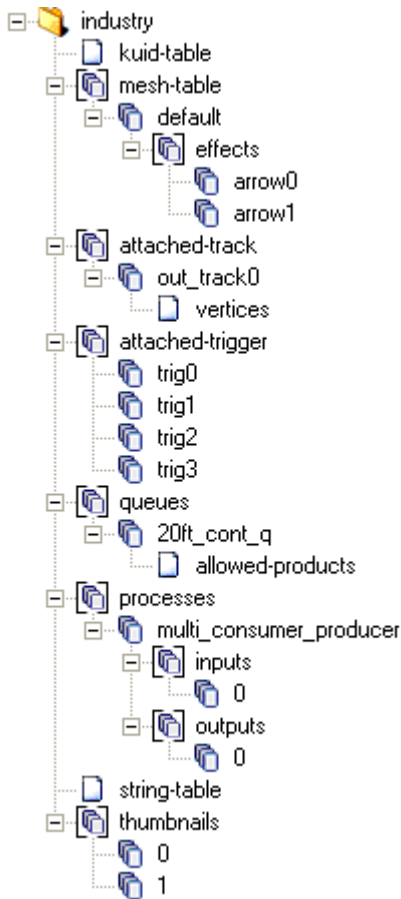 industry
kuid-table
mesh-table
default
effects
arrow0
arrow1
attached-track
out_track0
vertices
attached-trigger
trig0
trig1
trig2
trig3
queues
20ft_cont_q
allowed-products
processes
multi_consumer_producer
inputs
0
outputs
0
string-table
thumbnails
0
1